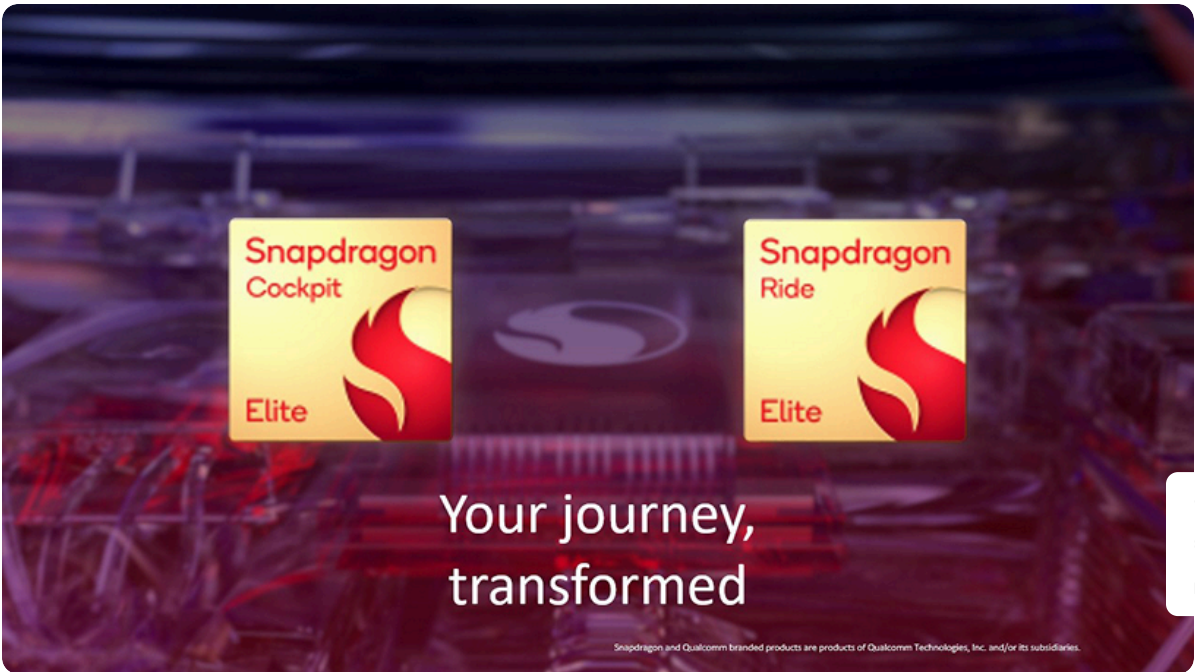 Snapdragon
Cockpit
Elite
Snapdragon
Ride
Elite
Your journey,
transformed
Snapdragon and Qualcomm branded products are products of Qualcomm Technologies, Inc. and/or its subsidiaries.